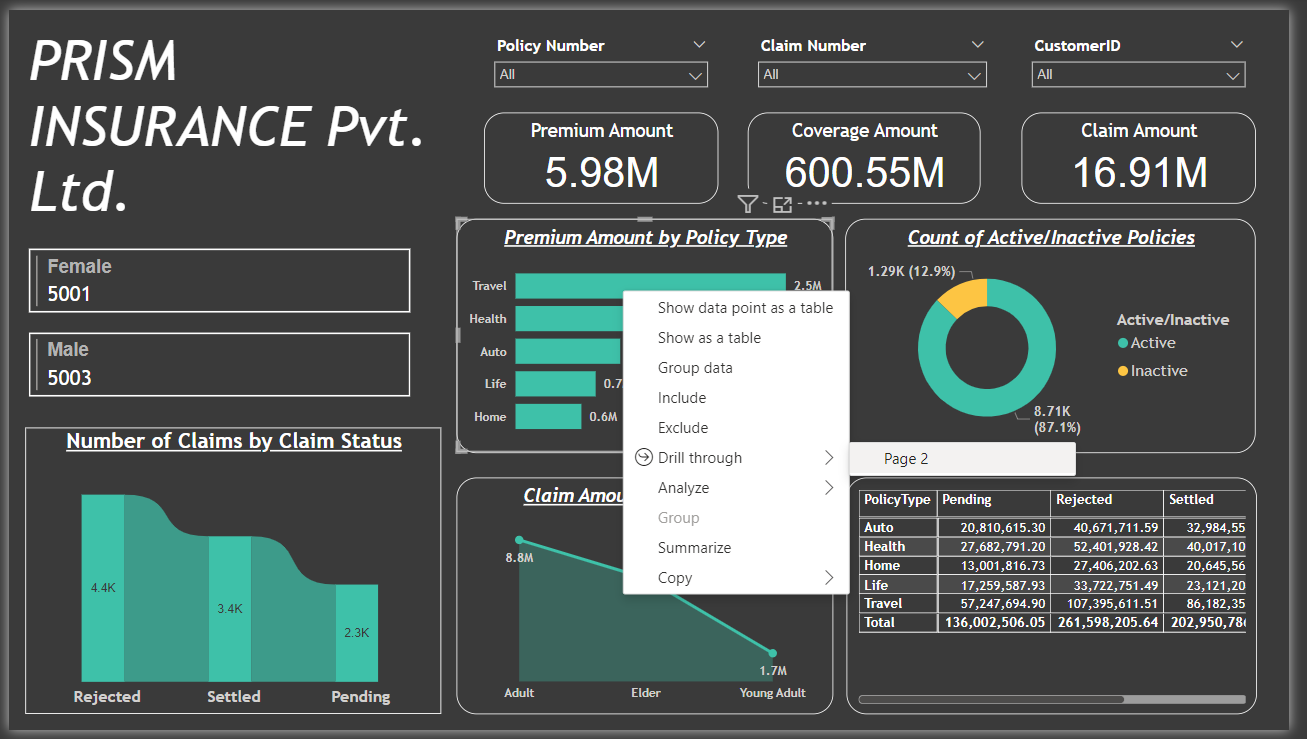 PRISM
INSURANCE Pvt.
Ltd.
Policy Number
All
Claim Number
All
CustomerID
All
Premium Amount
5.98M
Coverage Amount
600.55M
Claim Amount
16.91M
Female
5001
Male
5003
Number of Claims by Claim Status
4.4K
3.4K
2.3K
Rejected Settled Pending
Premium Amount by Policy Type
Travel 2.5M
Health
Auto
Life 0.7
Home 0.6M
Show data point as a table
Show as a table
Group data
Include
Exclude
Drill through
Analyze
Group
Summarize
Copy
Page 2
Count of Active/Inactive Policies
1.29K (12.9%)
8.71K
(87.1%)
Active/Inactive
Active
Inactive
Claim Amou
8.8M
1.7M
Adult Elder Young Adult
PolicyType Pending Rejected Settled
Auto 20,810,615.30 40,671,711.59 32,984,55
Health 27,682,791.20 52,401,928.42 40,017,10
Home 13,001,816.73 27,406,202.63 20,645,56
Life 17,259,587.93 33,722,751.49 23,121,20
Travel 57,247,694.90 107,395,611.51 86,182,35
Total 136,002,506.05 261,598,205.64 202,950,786